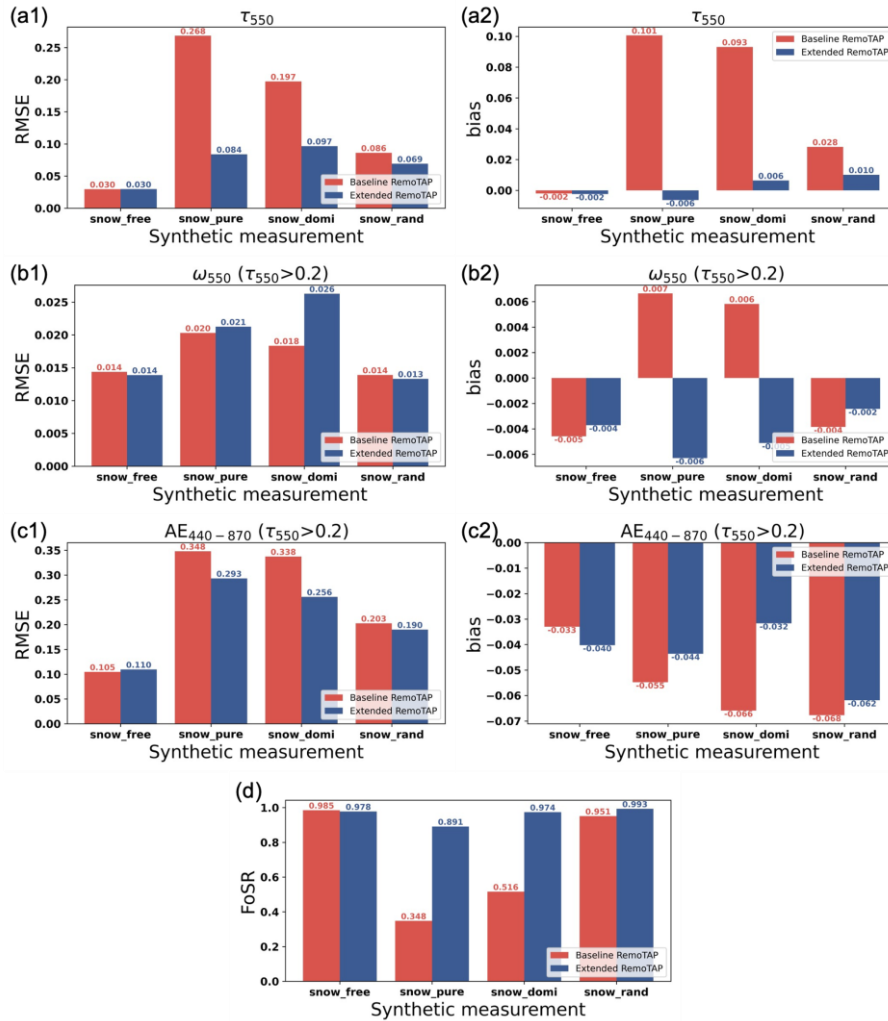 (a1) τ550
RMSE
0.25
0.20
0.15
0.10
0.05
0.00
0.030 0.030
0.268 0.084
0.197 0.097
0.086 0.069
Baseline RemoTAP
Extended RemoTAP
snow_free snow_pure snow_domi snow_rand
Synthetic measurement
(a2) τ550
bias
0.10
0.08
0.06
0.04
0.02
0.00
-0.002 -0.002
0.101 -0.006
0.093 0.006
0.028 0.010
Baseline RemoTAP
Extended RemoTAP
snow_free snow_pure snow_domi snow_rand
Synthetic measurement
(b1) ω550 (τ550>0.2)
RMSE
0.025
0.020
0.015
0.010
0.005
0.000
0.014 0.014
0.020 0.021
0.018 0.026
0.014 0.013
Baseline RemoTAP
Extended RemoTAP
snow_free snow_pure snow_domi snow_rand
Synthetic measurement
(b2) ω550 (τ550>0.2)
bias
0.006
0.004
0.002
0.000
−0.002
−0.004
−0.006
-0.005 -0.004
0.007 -0.006
0.006
-0.004 -0.002
Baseline RemoTAP
Extended RemoTAP
snow_free snow_pure snow_domi snow_rand
Synthetic measurement
(c1) AE440−870 (τ550>0.2)
RMSE
0.35
0.30
0.25
0.20
0.15
0.10
0.05
0.00
0.105 0.110
0.348 0.293
0.338 0.256
0.203 0.190
Baseline RemoTAP
Extended RemoTAP
snow_free snow_pure snow_domi snow_rand
Synthetic measurement
(c2) AE440−870 (τ550>0.2)
bias
0.00
−0.01
−0.02
−0.03
−0.04
−0.05
−0.06
−0.07
-0.033 -0.040
-0.055 -0.044
-0.066 -0.032
-0.068 -0.062
Baseline RemoTAP
Extended RemoTAP
snow_free snow_pure snow_domi snow_rand
Synthetic measurement
(d)
FoSR
1.0
0.8
0.6
0.4
0.2
0.0
0.985 0.978
0.348 0.891
0.516 0.974
0.951 0.993
Baseline RemoTAP
Extended RemoTAP
snow_free snow_pure snow_domi snow_rand
Synthetic measurement